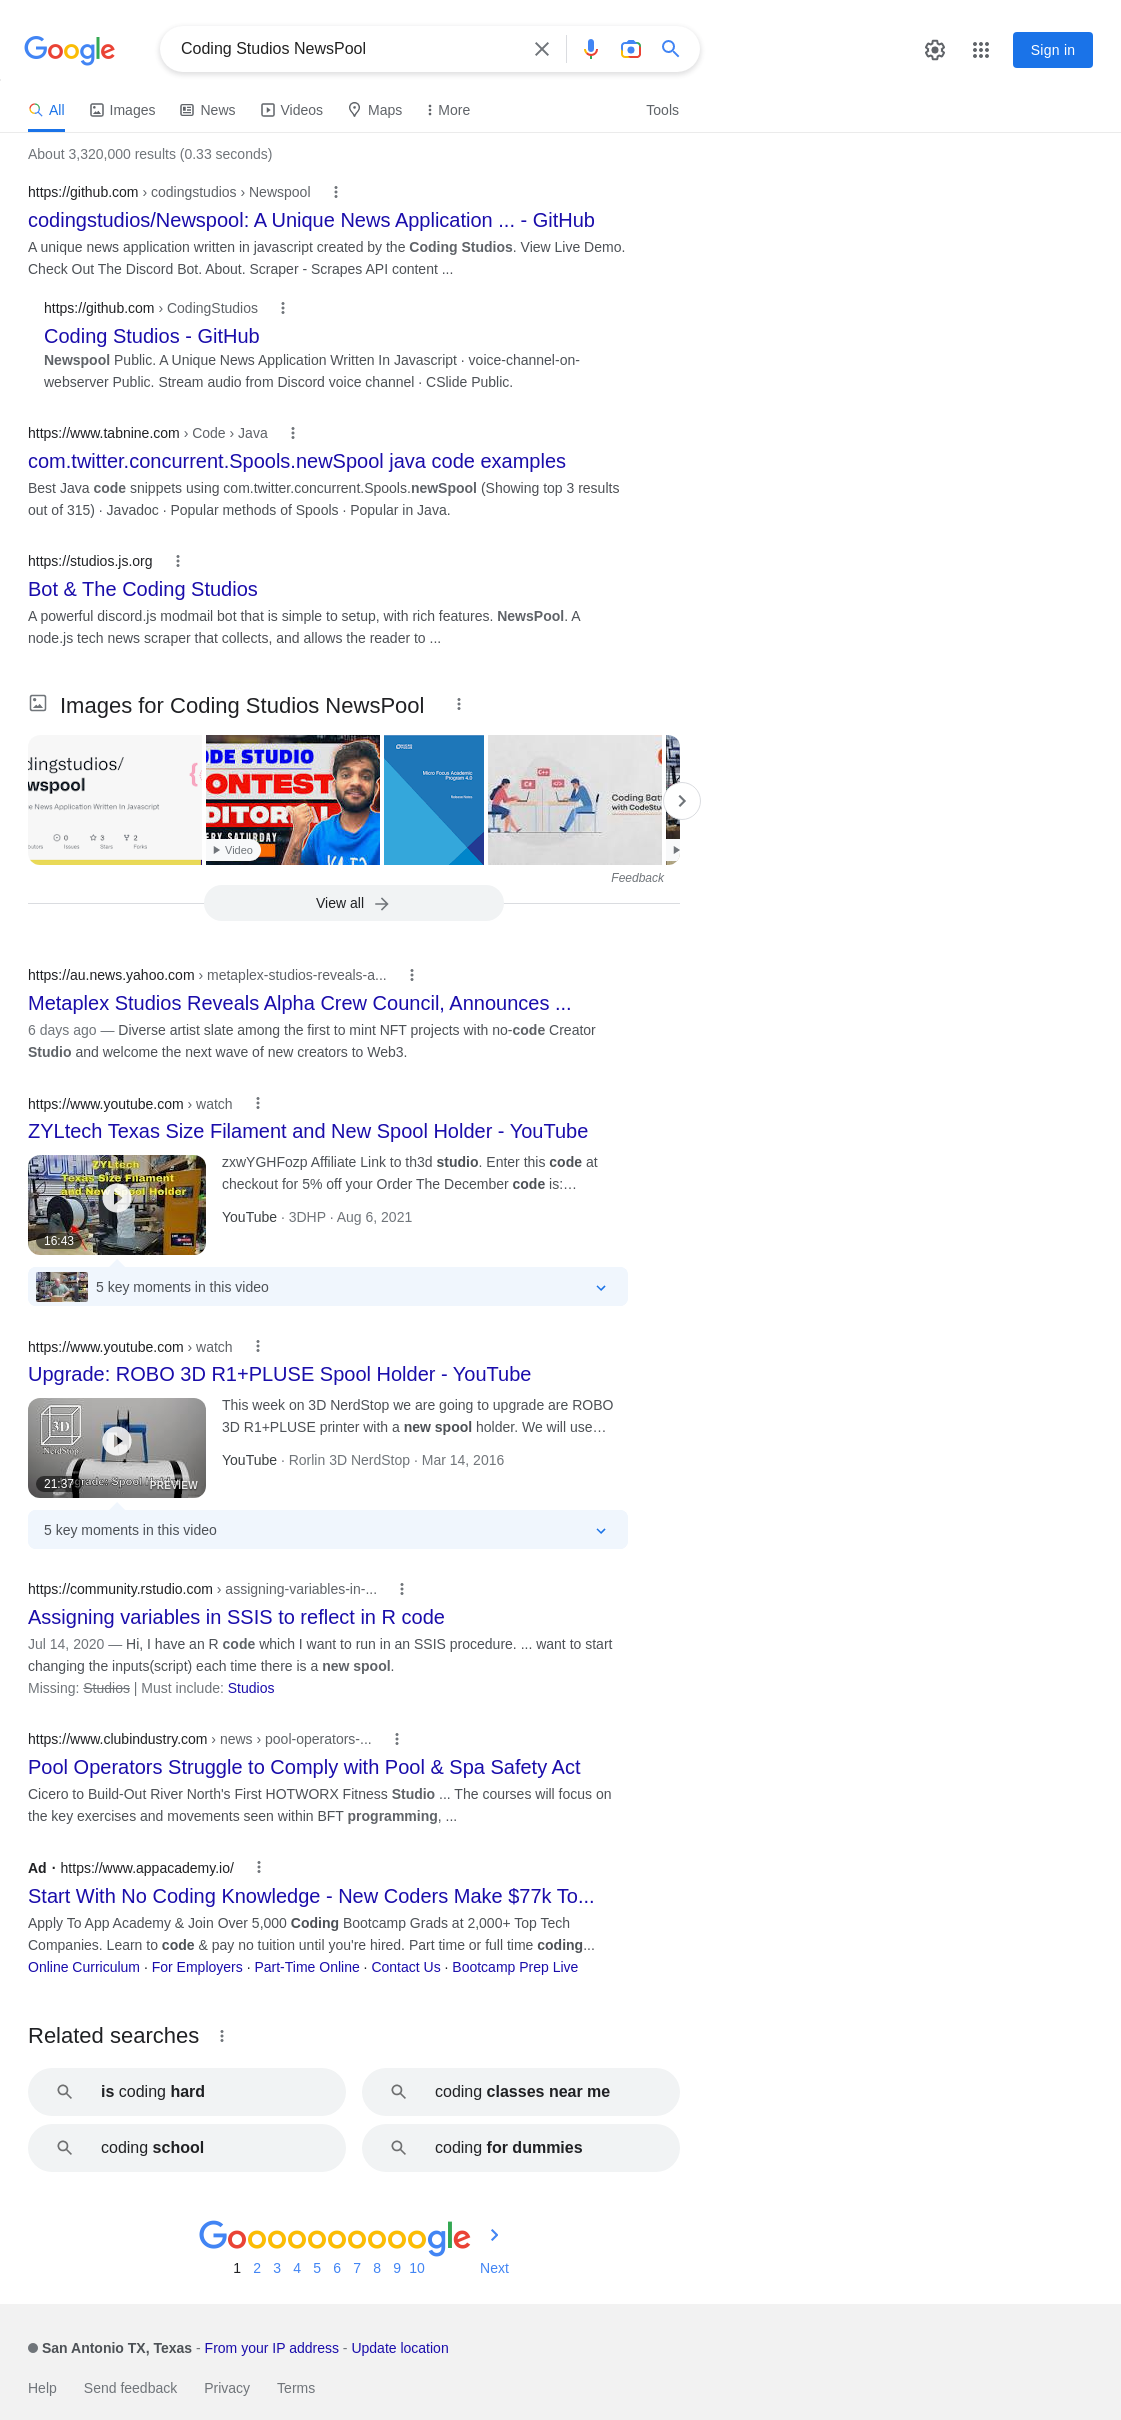 Google
Coding Studios NewsPool
Sign in
All
Images
News
Videos
Maps
More
Tools
About 3,320,000 results (0.33 seconds)
https://github.com › codingstudios › Newspool
codingstudios/Newspool: A Unique News Application ... - GitHub
A unique news application written in javascript created by the Coding Studios. View Live Demo.
Check Out The Discord Bot. About. Scraper - Scrapes API content ...
https://github.com › CodingStudios
Coding Studios - GitHub
Newspool Public. A Unique News Application Written In Javascript · voice-channel-on-
webserver Public. Stream audio from Discord voice channel · CSlide Public.
https://www.tabnine.com › Code › Java
com.twitter.concurrent.Spools.newSpool java code examples
Best Java code snippets using com.twitter.concurrent.Spools.newSpool (Showing top 3 results
out of 315) · Javadoc · Popular methods of Spools · Popular in Java.
https://studios.js.org
Bot & The Coding Studios
A powerful discord.js modmail bot that is simple to setup, with rich features. NewsPool. A
node.js tech news scraper that collects, and allows the reader to ...
Images for Coding Studios NewsPool
dingstudios/
wspool
e News Application Written In Javascript
0
3
2
Issues
Stars
Forks
ODE STUDIO
ONTEST
DITORIAL
RY SATURDAY
Video
Micro Focus Academic
Program 4.0
C#
C++
Coding Batt
with CodeStud
Feedback
View all
https://au.news.yahoo.com › metaplex-studios-reveals-a...
Metaplex Studios Reveals Alpha Crew Council, Announces ...
6 days ago — Diverse artist slate among the first to mint NFT projects with no-code Creator
Studio and welcome the next wave of new creators to Web3.
https://www.youtube.com › watch
ZYLtech Texas Size Filament and New Spool Holder - YouTube
ZYLtech
Texas Size Filament
and New Spool Holder
16:43
zxwYGHFozp Affiliate Link to th3d studio. Enter this code at
checkout for 5% off your Order The December code is:…
YouTube · 3DHP · Aug 6, 2021
5 key moments in this video
https://www.youtube.com › watch
Upgrade: ROBO 3D R1+PLUSE Spool Holder - YouTube
3D
NerdStop
21:37
PREVIEW
This week on 3D NerdStop we are going to upgrade are ROBO
3D R1+PLUSE printer with a new spool holder. We will use…
YouTube · Rorlin 3D NerdStop · Mar 14, 2016
5 key moments in this video
https://community.rstudio.com › assigning-variables-in-...
Assigning variables in SSIS to reflect in R code
Jul 14, 2020 — Hi, I have an R code which I want to run in an SSIS procedure. ... want to start
changing the inputs(script) each time there is a new spool.
Missing: Studios | Must include: Studios
https://www.clubindustry.com › news › pool-operators-...
Pool Operators Struggle to Comply with Pool & Spa Safety Act
Cicero to Build-Out River North's First HOTWORX Fitness Studio ... The courses will focus on
the key exercises and movements seen within BFT programming, ...
Ad · https://www.appacademy.io/
Start With No Coding Knowledge - New Coders Make $77k To...
Apply To App Academy & Join Over 5,000 Coding Bootcamp Grads at 2,000+ Top Tech
Companies. Learn to code & pay no tuition until you're hired. Part time or full time coding...
Online Curriculum · For Employers · Part-Time Online · Contact Us · Bootcamp Prep Live
Related searches
is coding hard
coding classes near me
coding school
coding for dummies
Goooooooooogle
1 2 3 4 5 6 7 8 9 10 Next
San Antonio TX, Texas - From your IP address - Update location
Help Send feedback Privacy Terms